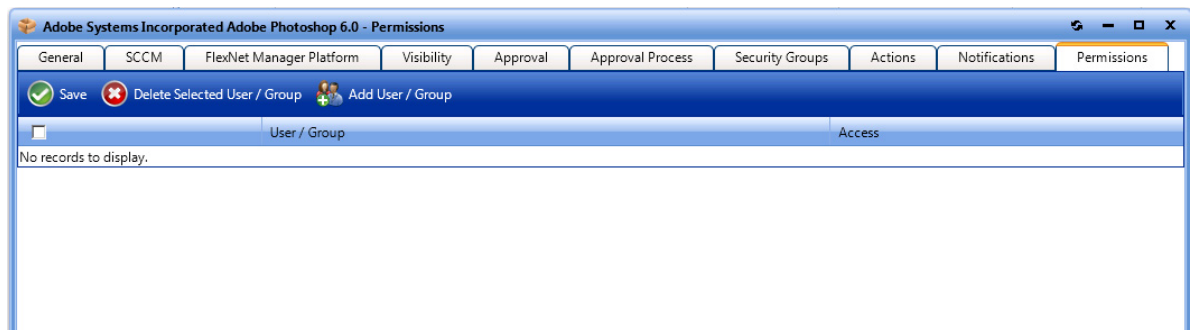 Adobe Systems Incorporated Adobe Photoshop 6.0 - Permissions
General SCCM FlexNet Manager Platform Visibility Approval Approval Process Security Groups Actions Notifications Permissions
Save Delete Selected User / Group Add User / Group
User / Group Access
No records to display.